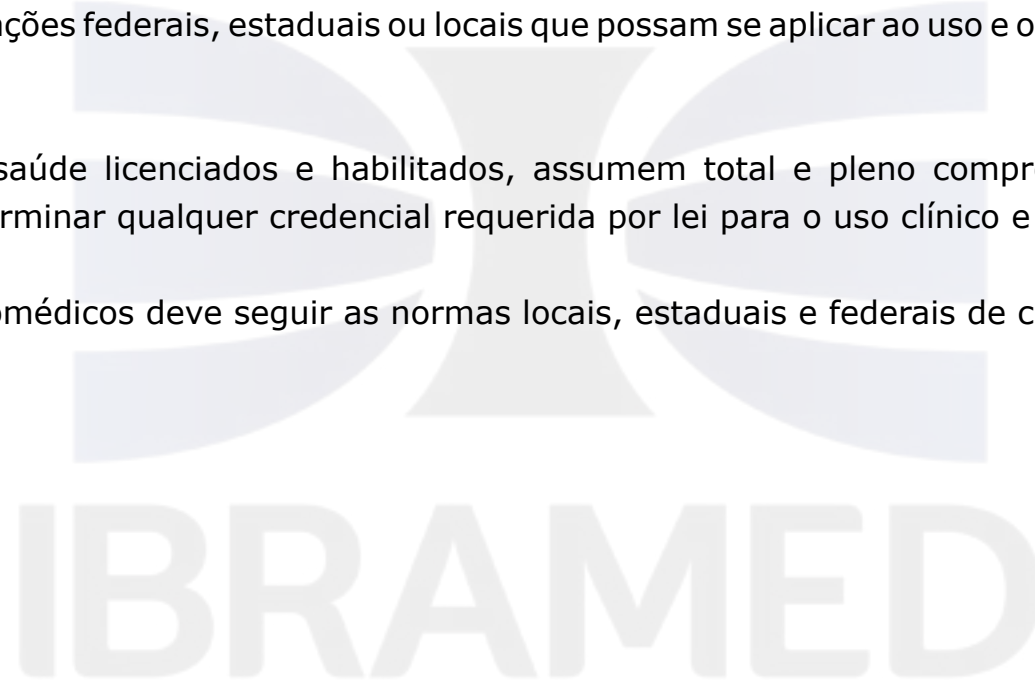 ções federais, estaduais ou locais que possam se aplicar ao uso e o
saúde licenciados e habilitados, assumem total e pleno compr
rminar qualquer credencial requerida por lei para o uso clínico e
omédicos deve seguir as normas locais, estaduais e federais de c
IBRAMED